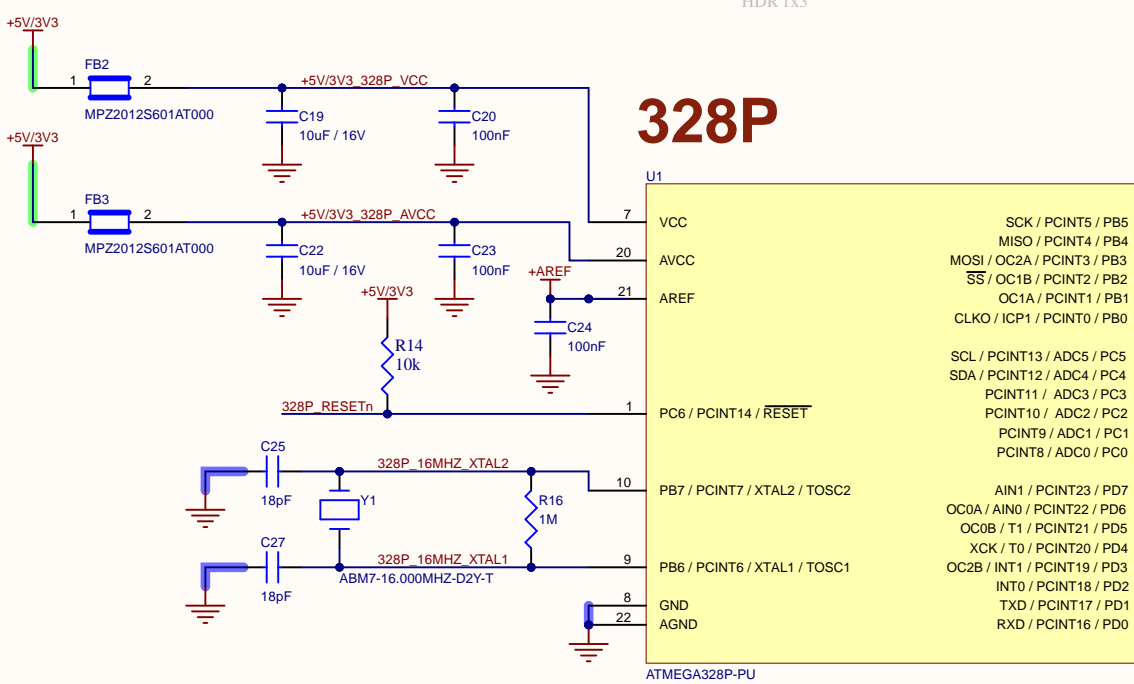 HDR 1x3
+5V/3V3
FB2
1 2
MPZ2012S601AT000
+5V/3V3_328P_VCC
C19
10uF / 16V
C20
100nF
328P
+5V/3V3
FB3
1 2
MPZ2012S601AT000
+5V/3V3_328P_AVCC
C22
10uF / 16V
C23
100nF
+AREF
C24
100nF
+5V/3V3
R14
10k
328P_RESETn
C25
18pF
328P_16MHZ_XTAL2
Y1
R16
1M
C27
18pF
328P_16MHZ_XTAL1
ABM7-16.000MHZ-D2Y-T
U1
7 VCC
20 AVCC
21 AREF
1 PC6 / PCINT14 / RESET
10 PB7 / PCINT7 / XTAL2 / TOSC2
9 PB6 / PCINT6 / XTAL1 / TOSC1
8 GND
22 AGND
SCK / PCINT5 / PB5
MISO / PCINT4 / PB4
MOSI / OC2A / PCINT3 / PB3
SS / OC1B / PCINT2 / PB2
OC1A / PCINT1 / PB1
CLKO / ICP1 / PCINT0 / PB0
SCL / PCINT13 / ADC5 / PC5
SDA / PCINT12 / ADC4 / PC4
PCINT11 / ADC3 / PC3
PCINT10 / ADC2 / PC2
PCINT9 / ADC1 / PC1
PCINT8 / ADC0 / PC0
AIN1 / PCINT23 / PD7
OC0A / AIN0 / PCINT22 / PD6
OC0B / T1 / PCINT21 / PD5
XCK / T0 / PCINT20 / PD4
OC2B / INT1 / PCINT19 / PD3
INT0 / PCINT18 / PD2
TXD / PCINT17 / PD1
RXD / PCINT16 / PD0
ATMEGA328P-PU